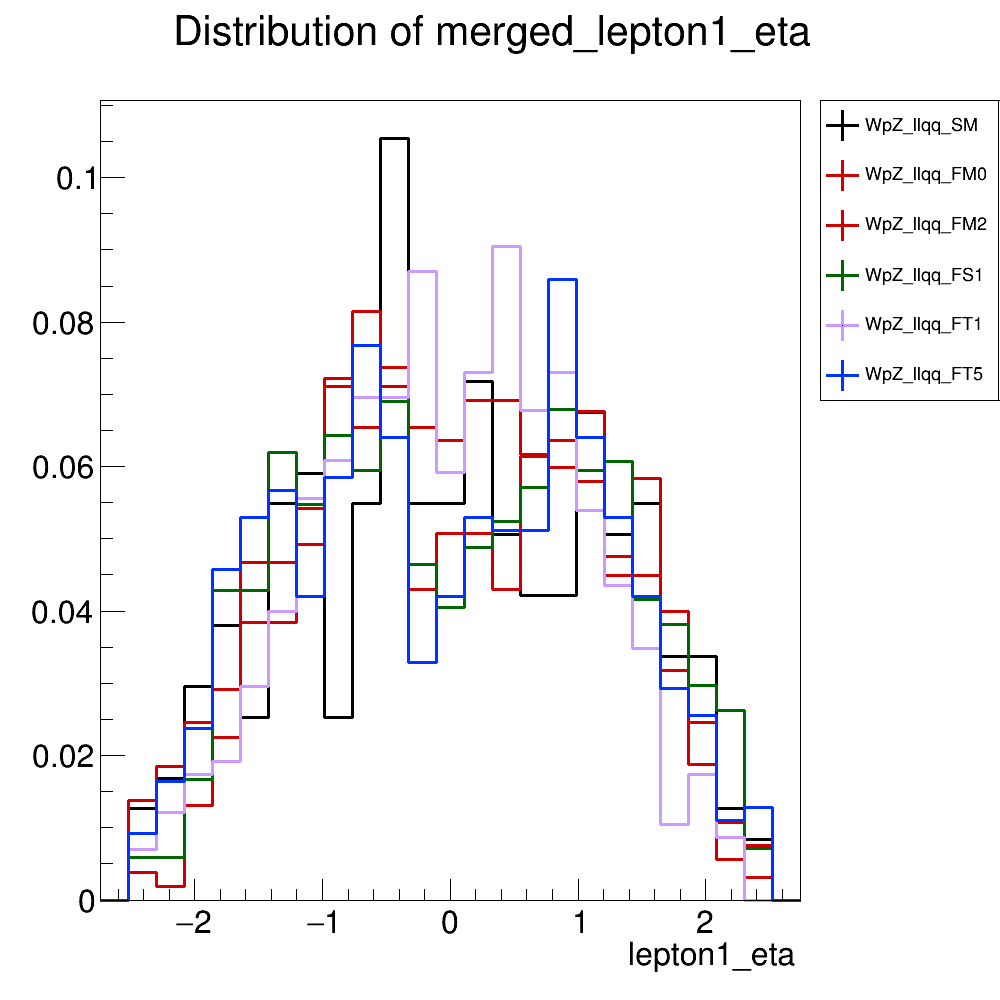 Distribution of merged_lepton1_eta
WpZ_llqq_SM
WpZ_llqq_FM0
WpZ_llqq_FM2
WpZ_llqq_FS1
WpZ_llqq_FT1
WpZ_llqq_FT5
0.1
0.08
0.06
0.04
0.02
0
−2 −1 0 1 2
lepton1_eta